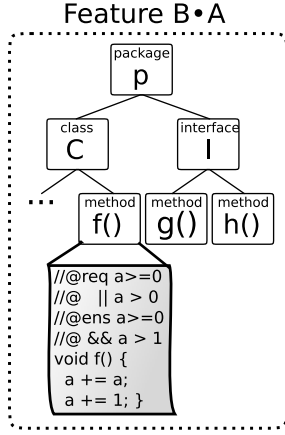 Feature B•A
package
p
class
C
interface
I
...
method
f()
method
g()
method
h()
//@req a>=0
//@   || a > 0
//@ens a>=0
//@ && a > 1
void f() {
  a += a;
  a += 1; }